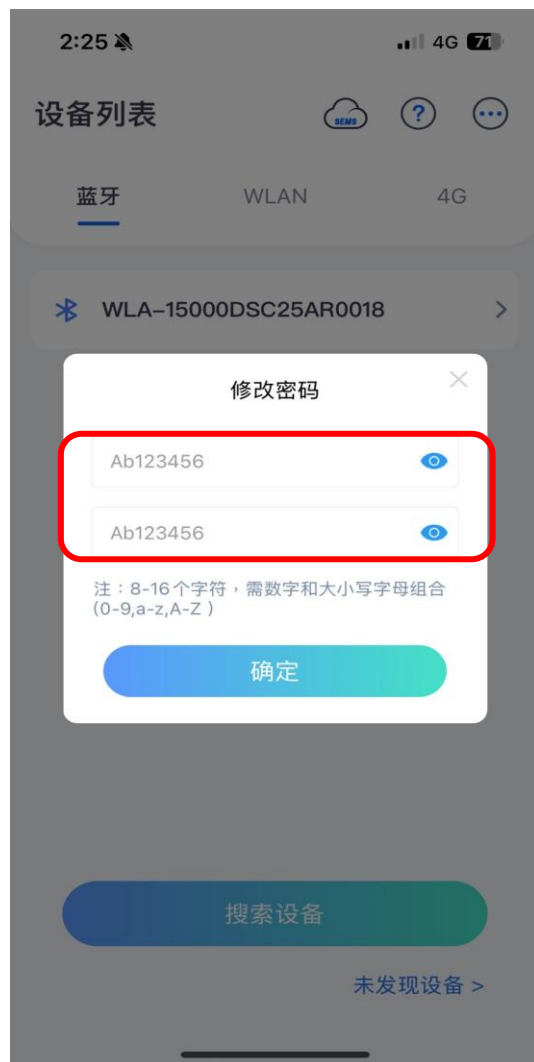 2:25 4G 71
设备列表 SEMS ?
蓝牙 WLAN 4G
WLA-15000DSC25AR0018 >
修改密码
Ab123456
Ab123456
注：8-16个字符，需数字和大小写字母组合
(0-9,a-z,A-Z )
确定
搜索设备
未发现设备 >